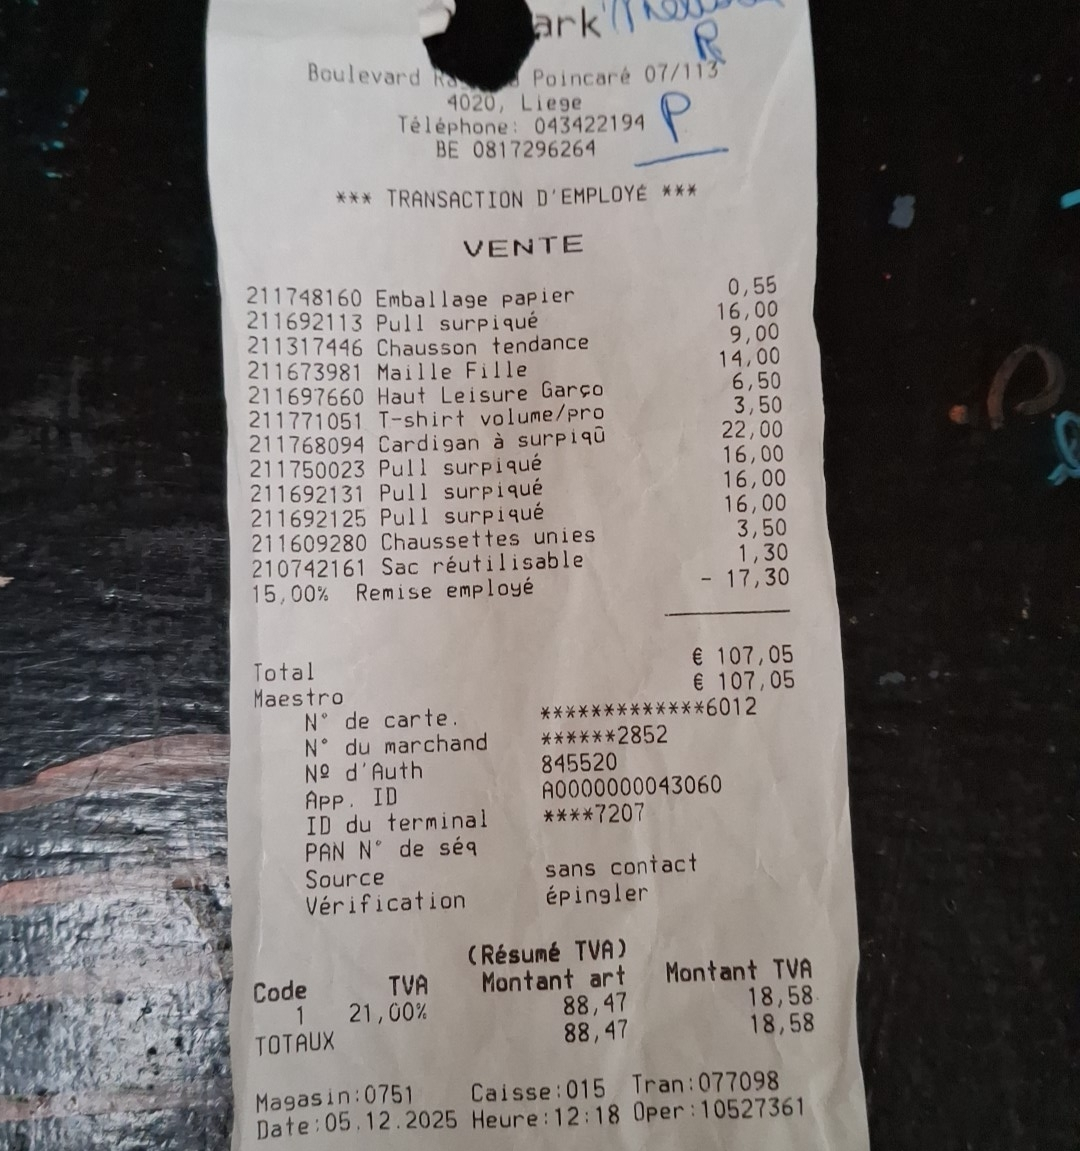 ark
P
Boulevard Poincaré 07/113
4020, Liege
Téléphone: 043422194
BE 0817296264
*** TRANSACTION D'EMPLOYÉ ***
VENTE
211748160 Emballage papier 0,55
211692113 Pull surpiqué 16,00
211317446 Chausson tendance 9,00
211673981 Maille Fille 14,00
211697660 Haut Leisure Garço 6,50
211771051 T-shirt volume/pro 3,50
211768094 Cardigan à surpiqû 22,00
211750023 Pull surpiqué 16,00
211692131 Pull surpiqué 16,00
211692125 Pull surpiqué 16,00
211609280 Chaussettes unies 3,50
210742161 Sac réutilisable 1,30
15,00% Remise employé - 17,30
Total € 107,05
Maestro € 107,05
N° de carte. *************6012
N° du marchand ******2852
Nº d'Auth 845520
App. ID A0000000043060
ID du terminal ****7207
PAN N° de séq
Source sans contact
Vérification épingler
(Résumé TVA)
Code TVA Montant art Montant TVA
1 21,00% 88,47 18,58
TOTAUX 88,47 18,58
Magasin:0751 Caisse:015 Tran:077098
Date:05.12.2025 Heure:12:18 Oper:10527361